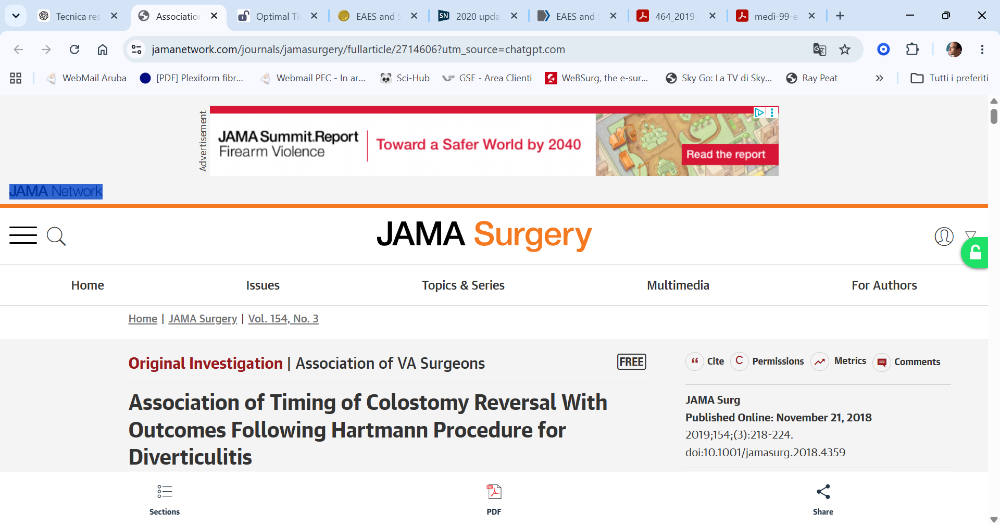 Tecnica res
Association
Optimal Ti
EAES and S
2020 upda
EAES and S
464_2019_
medi-99-e
jamanetwork.com/journals/jamasurgery/fullarticle/2714606?utm_source=chatgpt.com
WebMail Aruba
[PDF] Plexiform fibr...
Webmail PEC - In ar...
Sci-Hub
GSE - Area Clienti
WeBSurg, the e-sur...
Sky Go: La TV di Sky...
Ray Peat
Tutti i preferiti
Advertisement
JAMA Summit Report
Firearm Violence
Toward a Safer World by 2040
Read the report
JAMA Network
JAMA Surgery
Home
Issues
Topics & Series
Multimedia
For Authors
Home | JAMA Surgery | Vol. 154, No. 3
Original Investigation | Association of VA Surgeons
FREE
Cite
Permissions
Metrics
Comments
Association of Timing of Colostomy Reversal With
Outcomes Following Hartmann Procedure for
Diverticulitis
JAMA Surg
Published Online: November 21, 2018
2019;154;(3):218-224.
doi:10.1001/jamasurg.2018.4359
Sections
PDF
Share